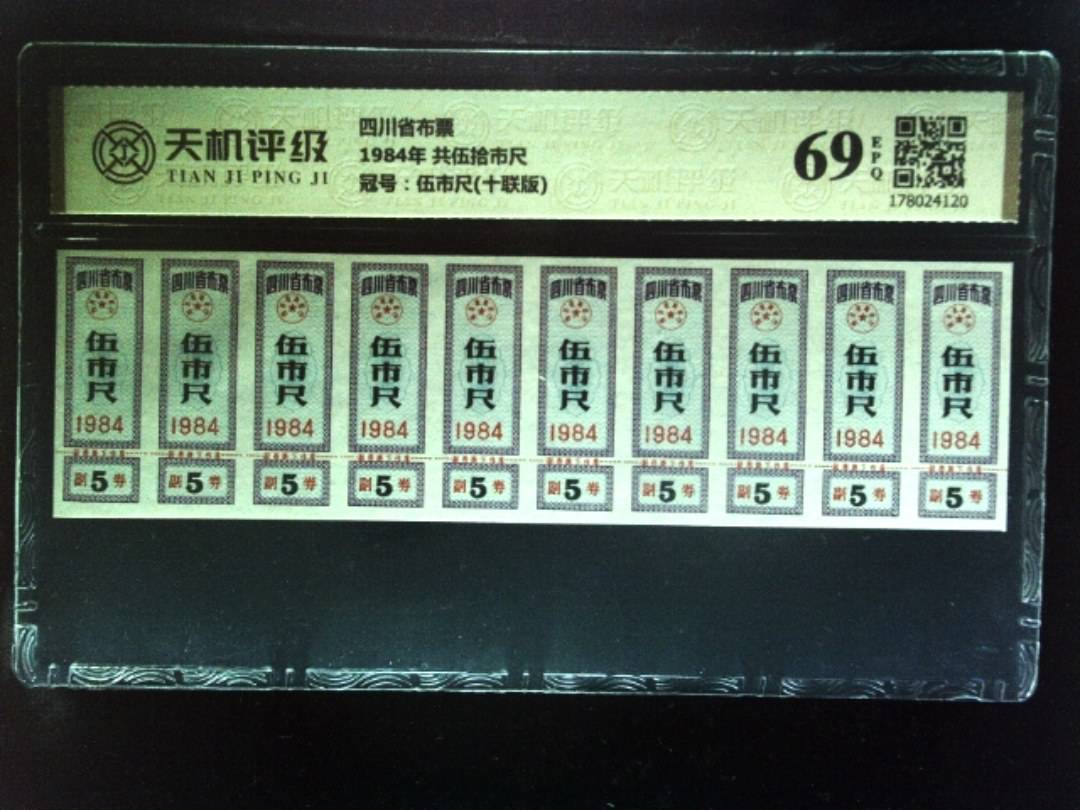 天机评级
TIAN JI PING JI
四川省布票
1984年 共伍拾市尺
冠号：伍市尺(十联版)
69
EPQ
178024120
四川省布票 四川省布票 四川省布票 四川省布票 四川省布票 四川省布票 四川省布票 四川省布票 四川省布票 四川省布票
伍市尺 伍市尺 伍市尺 伍市尺 伍市尺 伍市尺 伍市尺 伍市尺 伍市尺 伍市尺
1984 1984 1984 1984 1984 1984 1984 1984 1984 1984
副5券 副5券 副5券 副5券 副5券 副5券 副5券 副5券 副5券 副5券